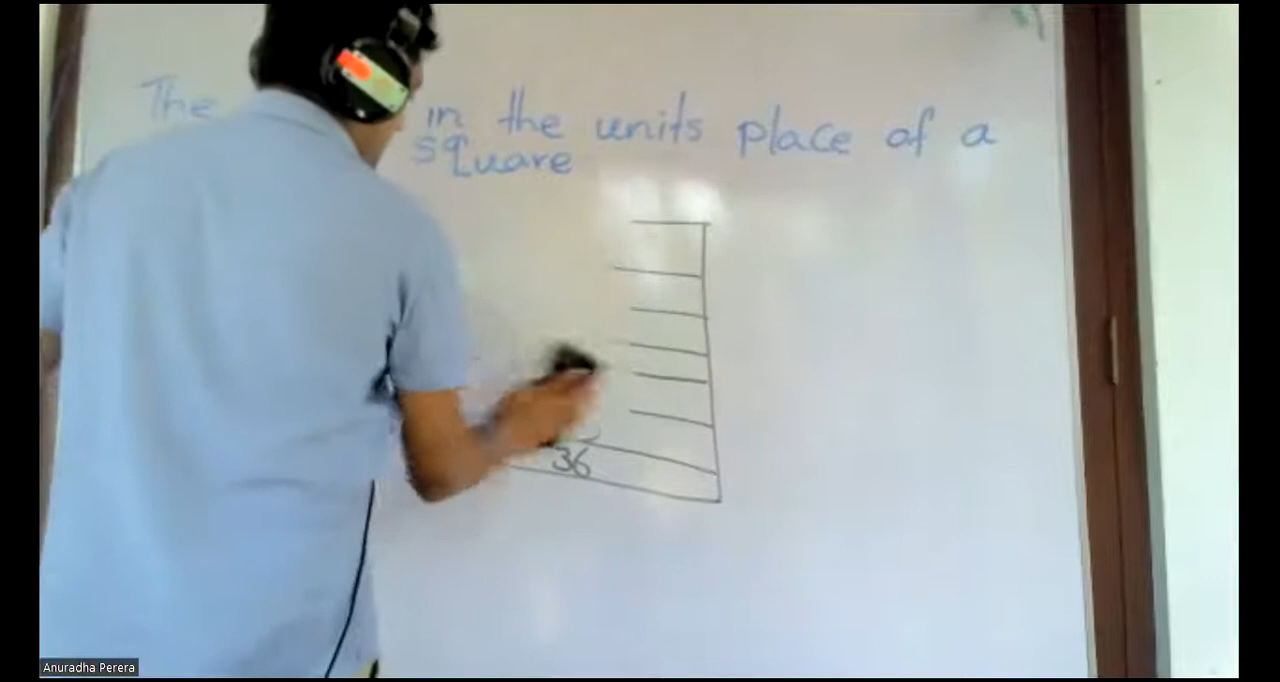 The in the units place of a
square
36
Anuradha Perera